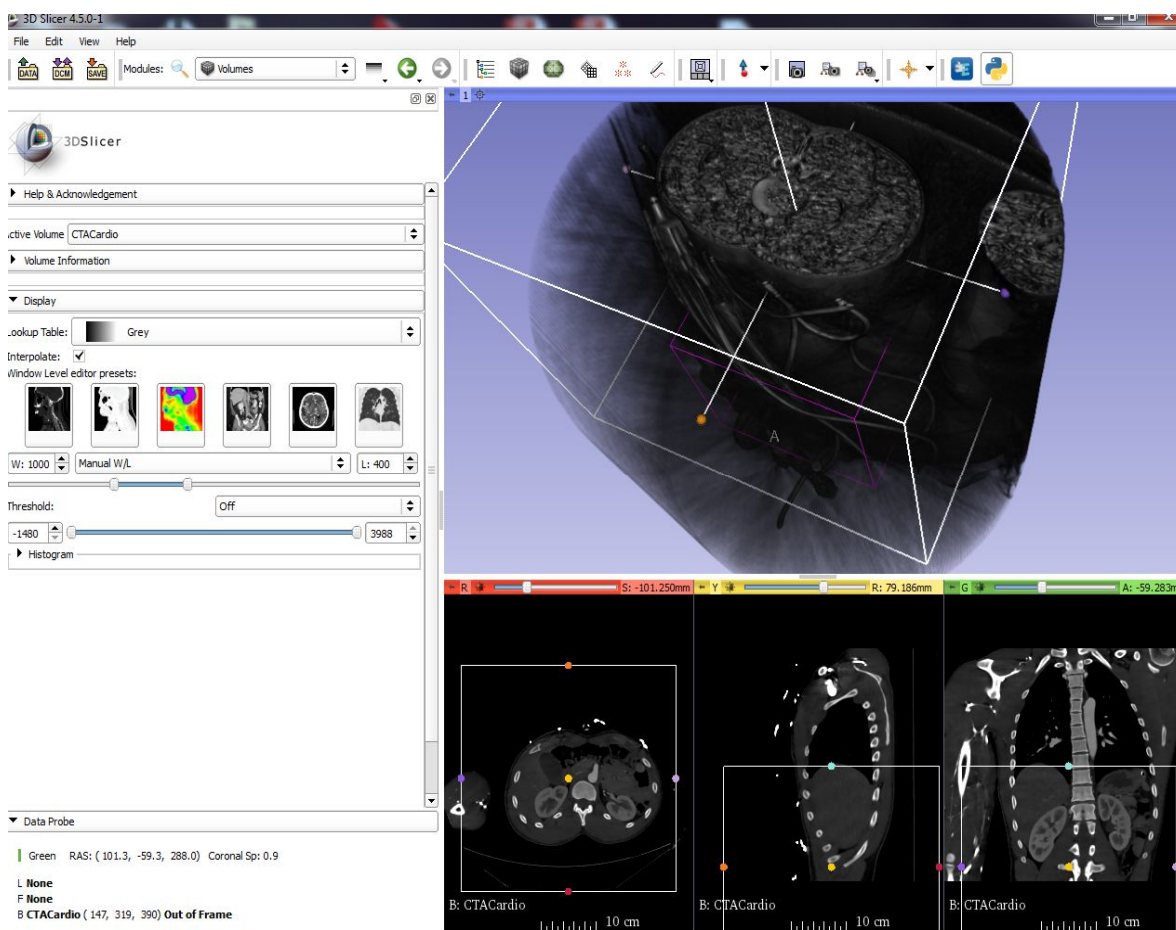 3D Slicer 4.5.0-1
File Edit View Help
DATA DCM SAVE Modules: Volumes
1
3DSlicer
Help & Acknowledgement
ctive Volume CTACardio
Volume Information
Display
Lookup Table: Grey
Interpolate:
Window Level editor presets:
W: 1000 Manual W/L L: 400
Threshold: Off
-1480 3988
Histogram
A
R S: -101.250mm
Y R: 79.186mm
G A: -59.283m
Data Probe
Green RAS: ( 101.3, -59.3, 288.0) Coronal Sp: 0.9
L None
F None
B CTACardio ( 147, 319, 390) Out of Frame
B: CTACardio
10 cm
B: CTACardio
10 cm
B: CTACardio
10 cm